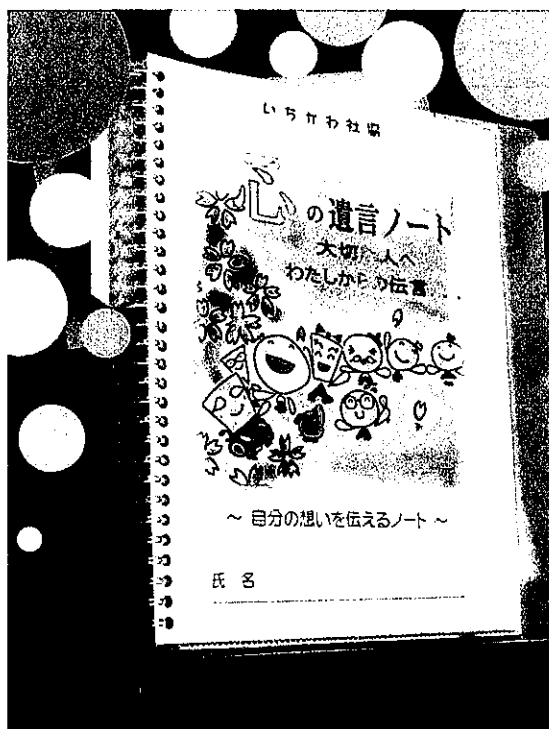 いちかわ社協
心の遺言ノート
大切な人へ
わたしからの伝言
～ 自分の想いを伝えるノート ～
氏 名